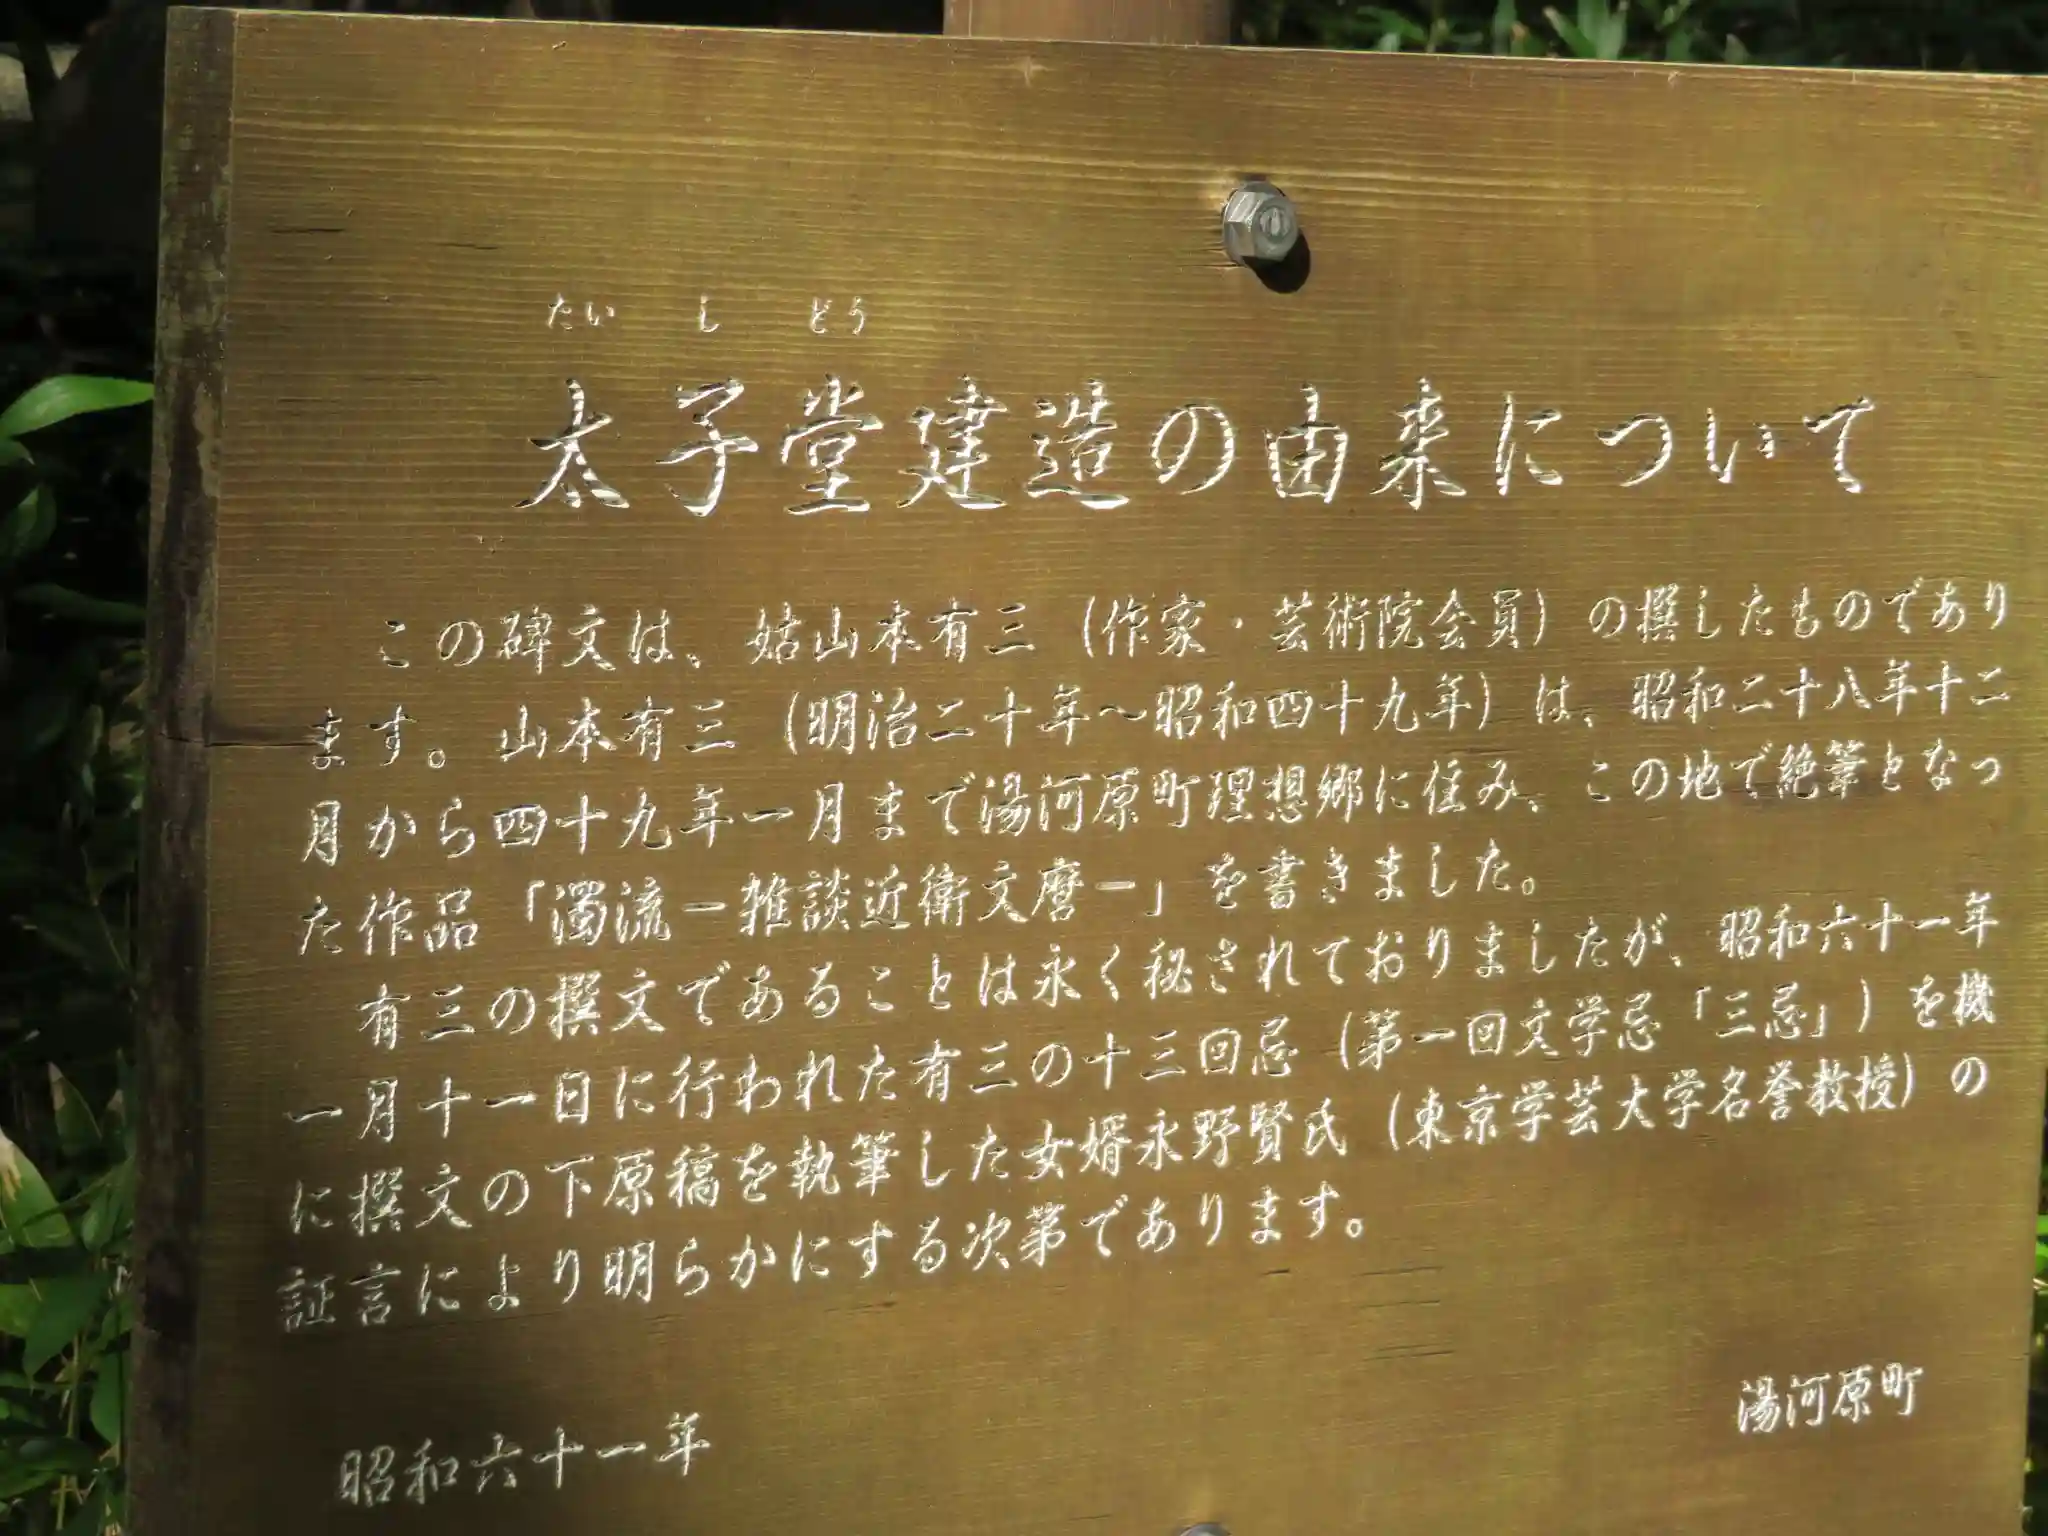 たいしどう
太子堂建造の由来について
この碑文は、姑山本有三（作家・芸術院会員）の撰したものであり
ます。山本有三（明治二十年～昭和四十九年）は、昭和二十八年十二
月から四十九年一月まで湯河原町理想郷に住み、この地で絶筆となっ
た作品「濁流－雑談近衛文麿－」を書きました。
有三の撰文であることは永く秘されておりましたが、昭和六十一年
一月十一日に行われた有三の十三回忌（第一回文学忌「三忌」）を機
に撰文の下原稿を執筆した女婿永野賢氏（東京学芸大学名誉教授）の
証言により明らかにする次第であります。
湯河原町
昭和六十一年